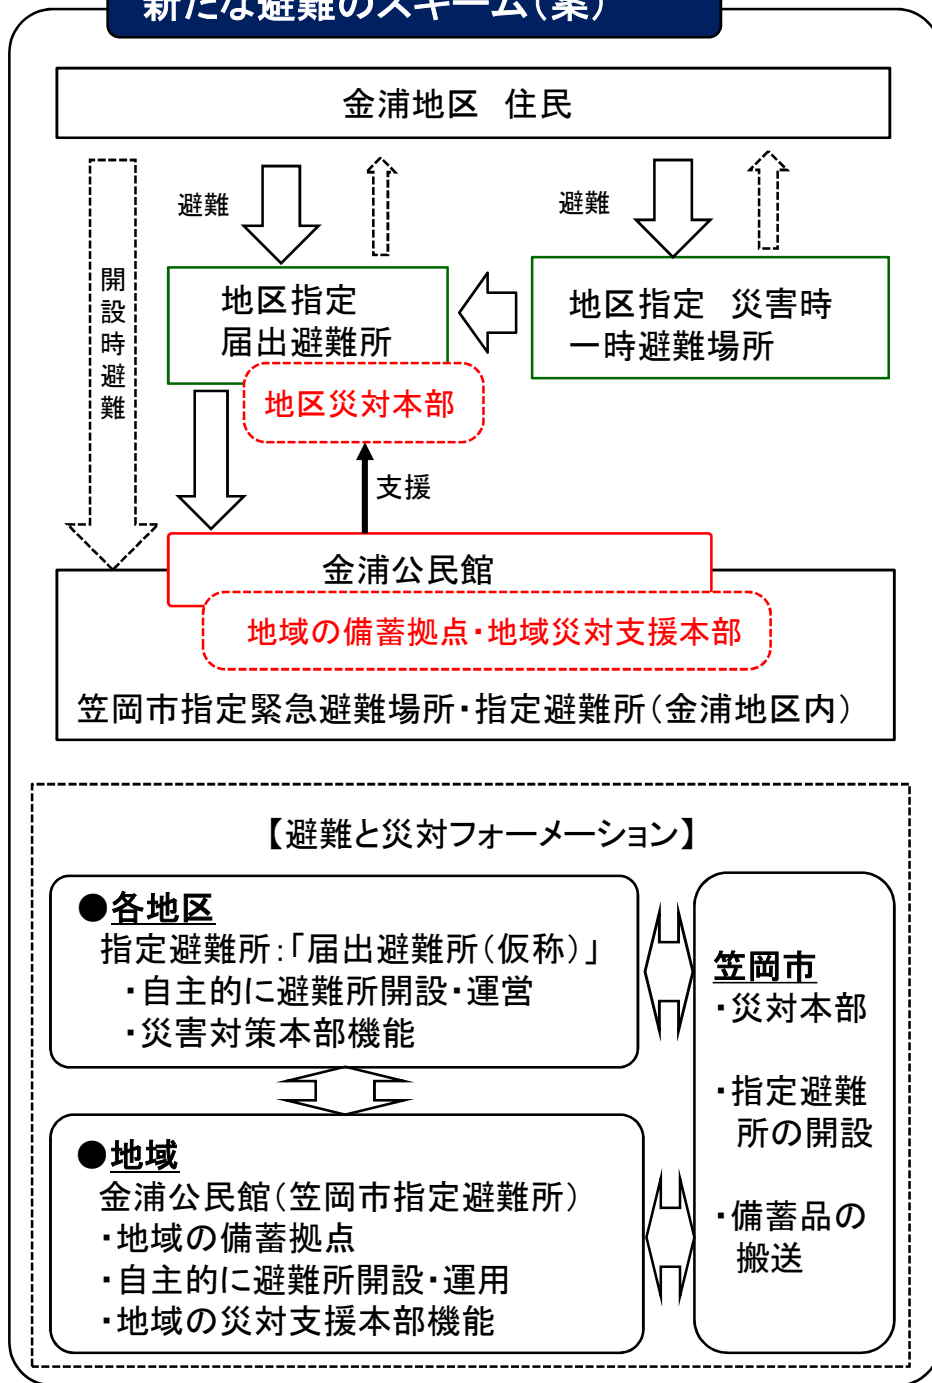 新たな避難のスキーム（案）
金浦地区　住民
避難
避難
開設時避難
地区指定
届出避難所
地区指定　災害時
一時避難場所
地区災対本部
支援
金浦公民館
地域の備蓄拠点・地域災対支援本部
笠岡市指定緊急避難場所・指定避難所（金浦地区内）
【避難と災対フォーメーション】
●各地区
指定避難所：「届出避難所（仮称）」
・自主的に避難所開設・運営
・災害対策本部機能
●地域
金浦公民館（笠岡市指定避難所）
・地域の備蓄拠点
・自主的に避難所開設・運用
・地域の災対支援本部機能
笠岡市
・災対本部
・指定避難
所の開設
・備蓄品の
搬送